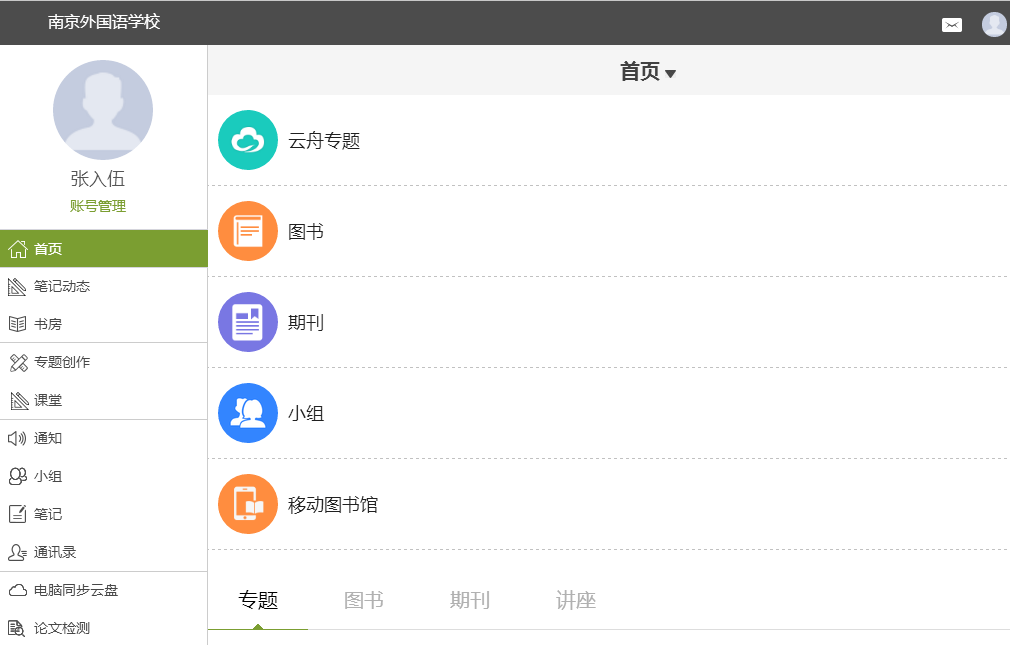 南京外国语学校
张入伍
账号管理
首页
笔记动态
书房
专题创作
课堂
通知
小组
笔记
通讯录
电脑同步云盘
论文检测
首页
云舟专题
图书
期刊
小组
移动图书馆
专题 图书 期刊 讲座